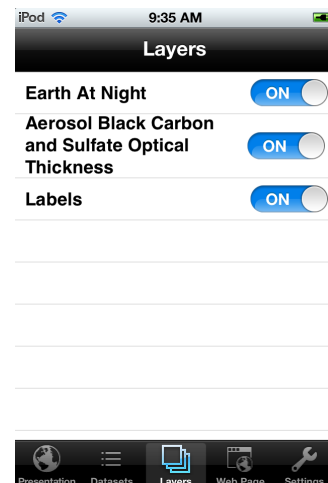 iPod 9:35 AM
Layers
Earth At Night ON
Aerosol Black Carbon
and Sulfate Optical ON
Thickness
Labels ON
Presentation Datasets Layers Web Page Settings